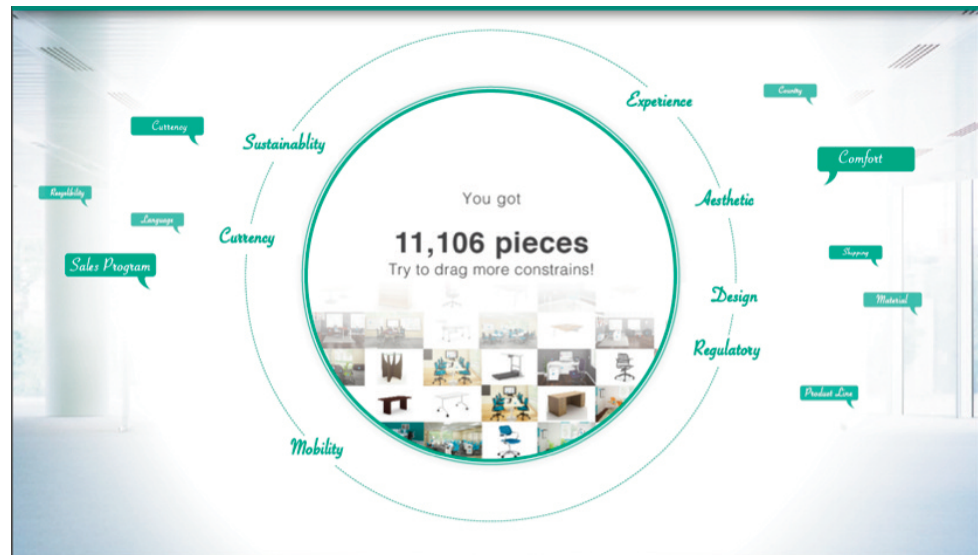 Experience
Country
Currency
Sustainablity
Comfort
Language
You got
Aesthetic
Currency
11,106 pieces
Try to drag more constrains!
Shipping
Sales Program
Design
Material
Regulatory
Product Line
Mobility